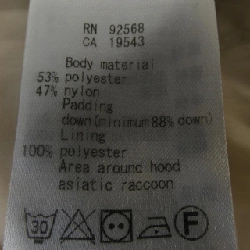 RN 92568
CA 19543
Body material
53% polyester
47% nylon
Padding
down(minimum 88% down)
Lining
100% polyester
Area around hood
asiatic raccoon
30
F